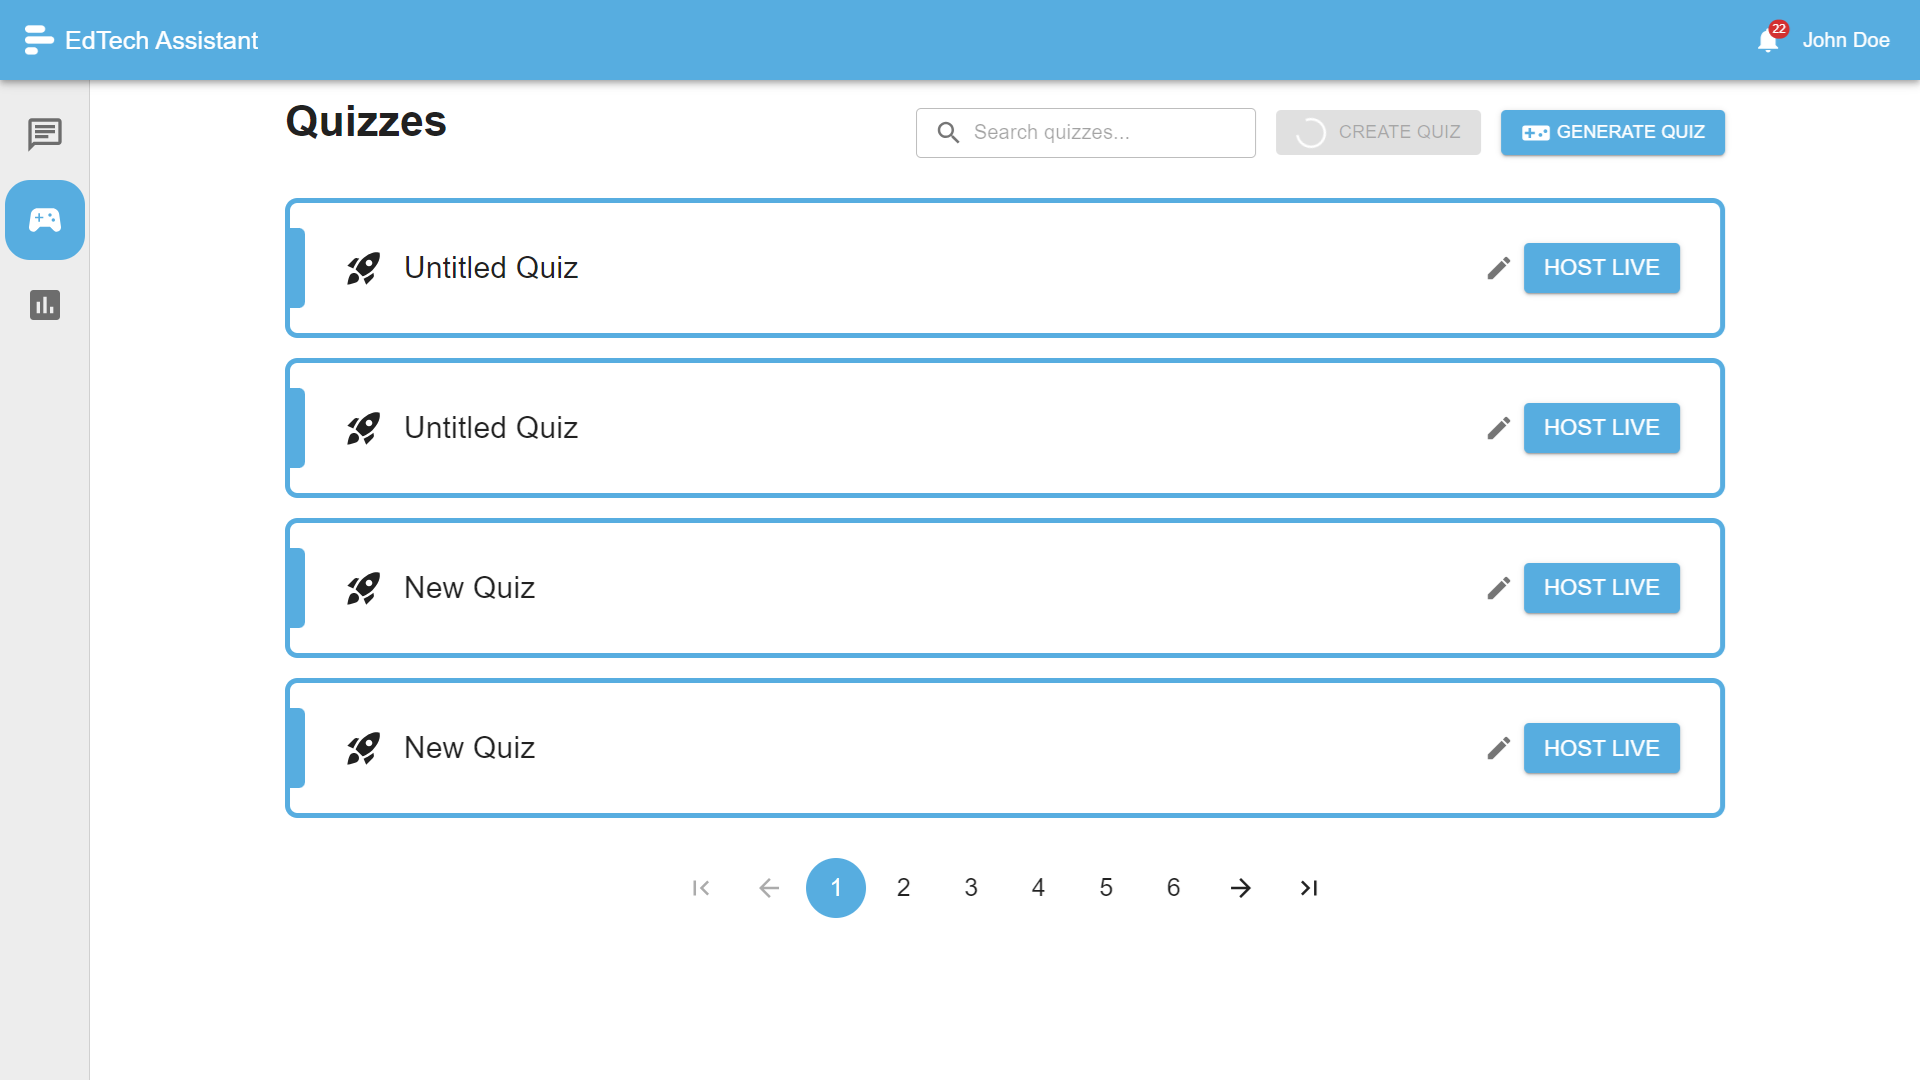 EdTech Assistant
22
John Doe
Quizzes
Search quizzes...
CREATE QUIZ
GENERATE QUIZ
Untitled Quiz
HOST LIVE
Untitled Quiz
HOST LIVE
New Quiz
HOST LIVE
New Quiz
HOST LIVE
1 2 3 4 5 6